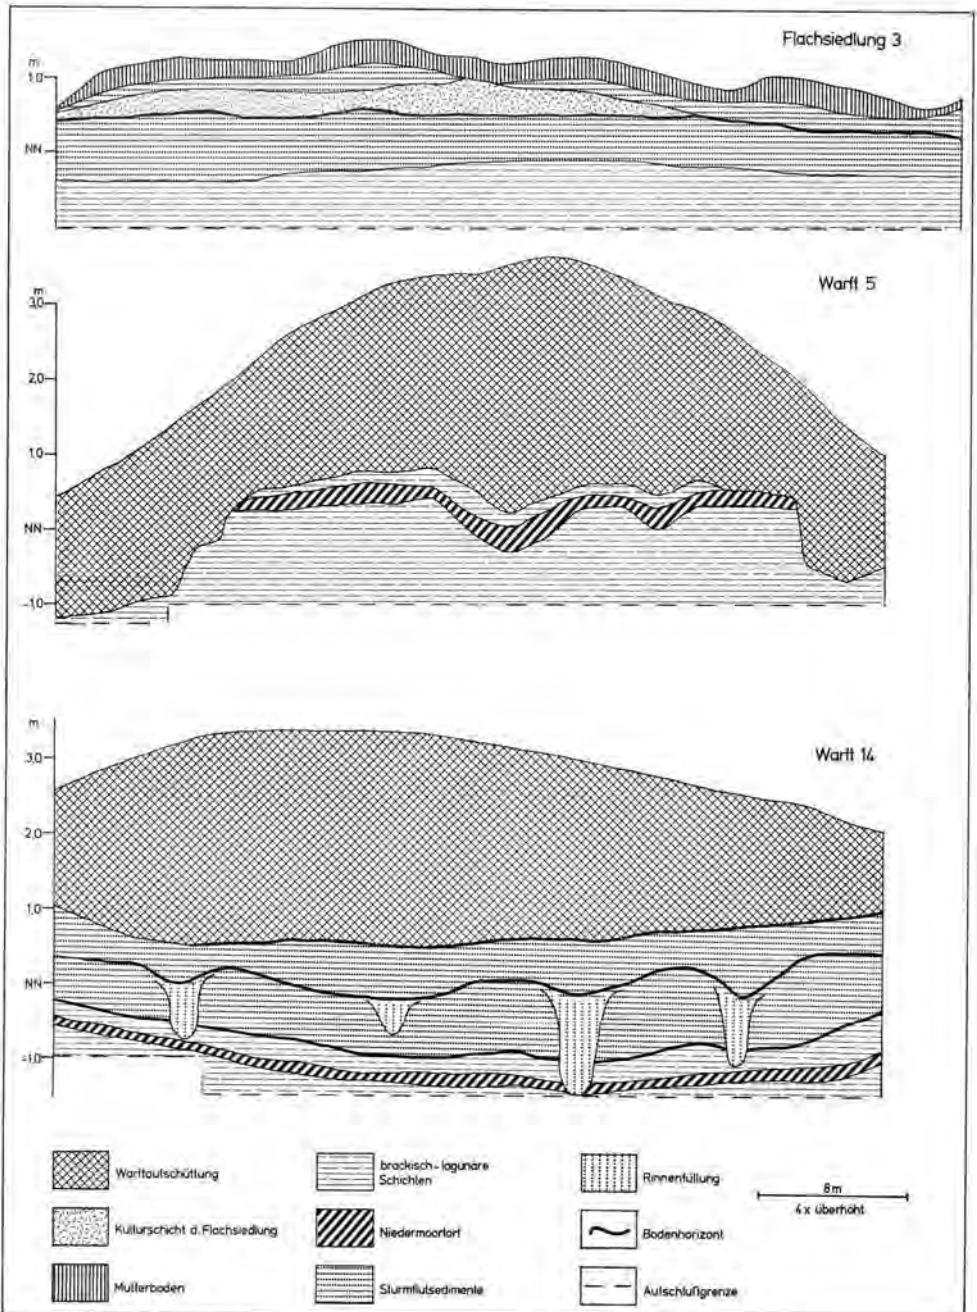 Flachsiedlung 3
m
1,0
NN
Warft 5
m
3,0
2,0
1,0
NN
-1,0
Warft 14
m
3,0
2,0
1,0
NN
-1,0
Warftaufschüttung
brackisch-lagunäre
Schichten
Rinnenfüllung
8m
4x überhöht
Kulturschicht d. Flachsiedlung
Niedermoortorf
Bodenhorizont
Mutterboden
Sturmflutsedimente
Aufschlußgrenze